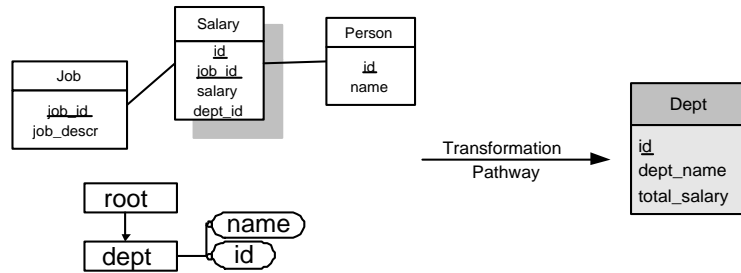 Salary
id
job_id
salary
dept_id
Person
id
name
Job
job_id
job_descr
Transformation
Pathway
Dept
id
dept_name
total_salary
root
dept
name
id